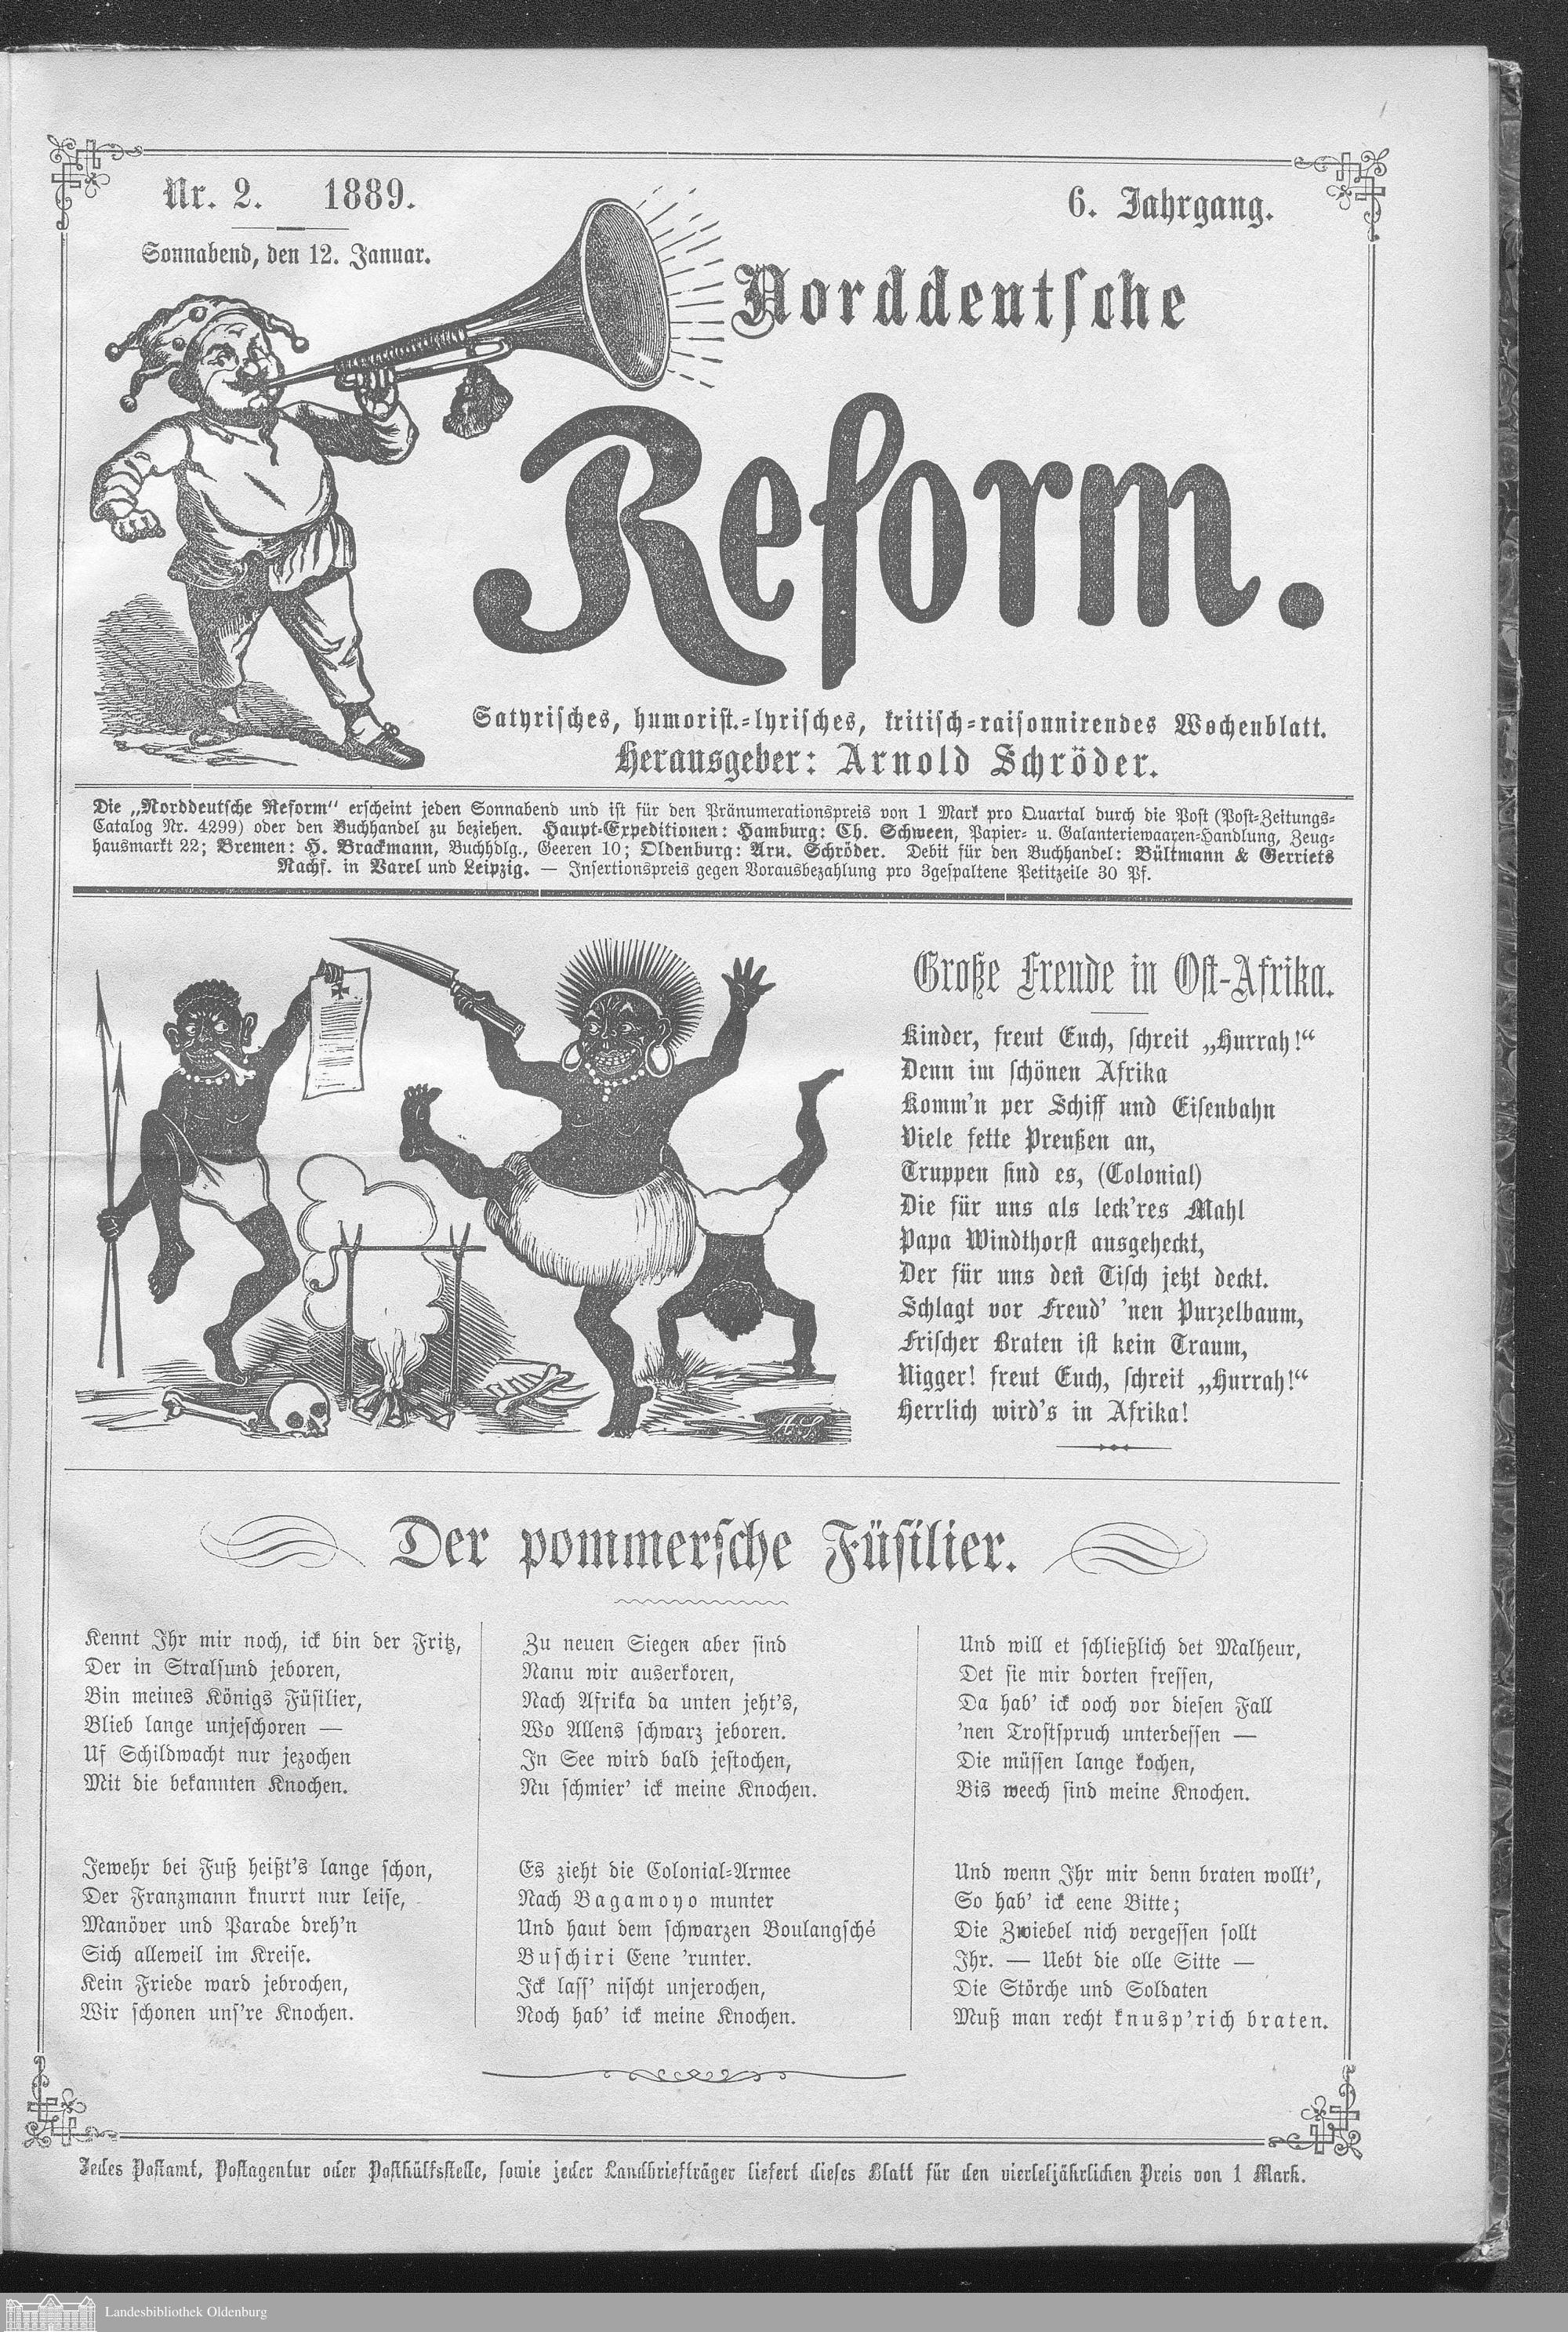 Nr. 2. 1889.
Sonnabend, den 12. Januar.
6. Jahrgang.
Norddeutsche
Reform.
Satyrisches, humorist.-lyrisches, kritisch-raisonnirendes Wochenblatt.
Herausgeber: Arnold Schröder.
Die „Norddeutsche Reform“ erscheint jeden Sonnabend und ist für den Pränumerationspreis von 1 Mark pro Quartal durch die Post (Post-Zeitungs-
Catalog Nr. 4299) oder den Buchhandel zu beziehen. Haupt-Expeditionen: Hamburg: Ch. Schween, Papier- u. Galanteriewaaren-Handlung, Zeug-
hausmarkt 22; Bremen: H. Brackmann, Buchhdlg., Geeren 10; Oldenburg: Arn. Schröder. Debit für den Buchhandel: Bültmann & Gerriets
Nachf. in Varel und Leipzig. — Insertionspreis gegen Vorausbezahlung pro 3gespaltene Petitzeile 30 Pf.
Große Freude in Ost-Afrika.
Kinder, freut Euch, schreit „Hurrah!“
Denn im schönen Afrika
Komm'n per Schiff und Eisenbahn
Viele fette Preußen an,
Truppen sind es, (Colonial)
Die für uns als leck'res Mahl
Papa Windthorst ausgeheckt,
Der für uns den Tisch jetzt deckt.
Schlagt vor Freud' 'nen Purzelbaum,
Frischer Braten ist kein Traum,
Nigger! freut Euch, schreit „Hurrah!“
Herrlich wird's in Afrika!
A.S.
Der pommersche Füsilier.
Kennt Ihr mir noch, ick bin der Fritz,
Der in Stralsund jeboren,
Bin meines Königs Füsilier,
Blieb lange unjeschoren —
Uf Schildwacht nur jezochen
Mit die bekannten Knochen.
Jewehr bei Fuß heißt's lange schon,
Der Franzmann knurrt nur leise,
Manöver und Parade dreh'n
Sich alleweil im Kreise.
Kein Friede ward jebrochen,
Wir schonen uns're Knochen.
Zu neuen Siegen aber sind
Nanu wir auserkoren,
Nach Afrika da unten jeht's,
Wo Allens schwarz jeboren.
In See wird bald jestochen,
Nu schmier' ick meine Knochen.
Es zieht die Colonial-Armee
Nach Bagamoyo munter
Und haut dem schwarzen Boulangsché
Buschiri Eene 'runter.
Ick lass' nischt unjerochen,
Noch hab' ick meine Knochen.
Und will et schließlich det Malheur,
Det sie mir dorten fressen,
Da hab' ick ooch vor diesen Fall
'nen Trostspruch unterdessen —
Die müssen lange kochen,
Bis weech sind meine Knochen.
Und wenn Ihr mir denn braten wollt',
So hab' ick eene Bitte;
Die Zwiebel nich vergessen sollt
Ihr. — Uebt die olle Sitte —
Die Störche und Soldaten
Muß man recht knusp'rich braten.
Jedes Postamt, Postagentur oder Posthülfsstelle, sowie jeder Landbriefträger liefert dieses Blatt für den vierteljährlichen Preis von 1 Mark.
Landesbibliothek Oldenburg